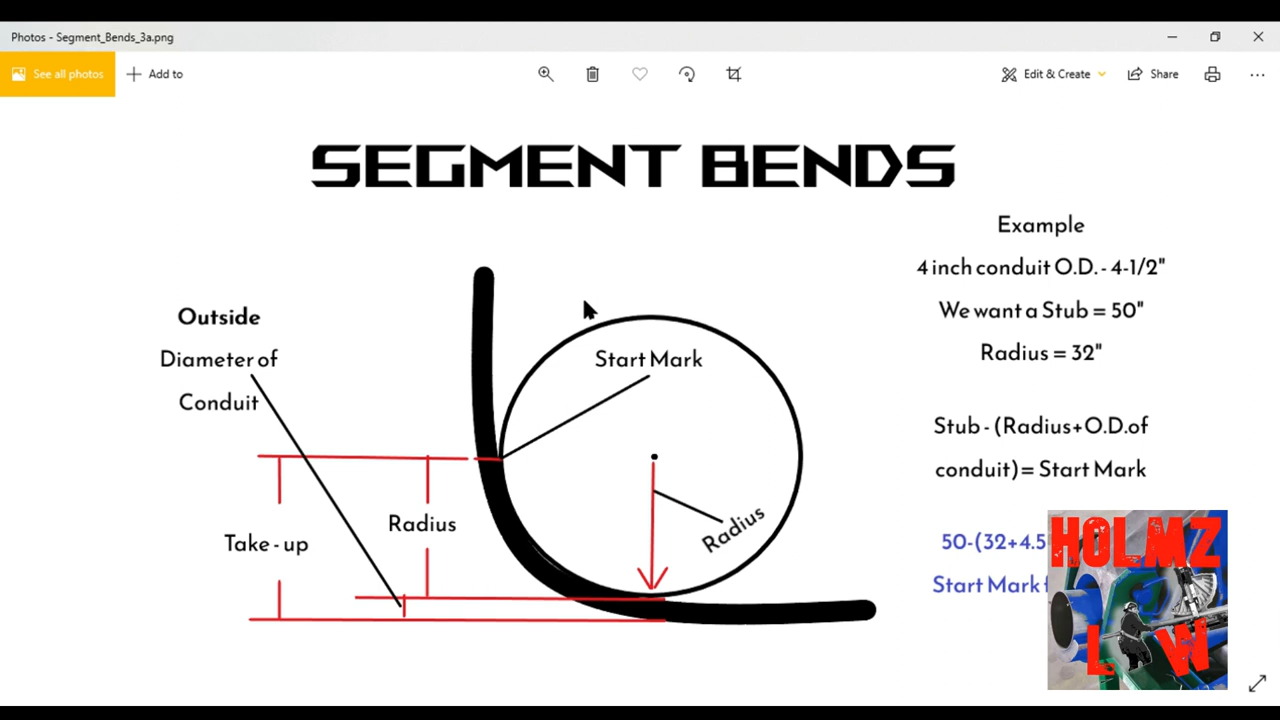 Photos - Segment_Bends_3a.png
See all photos
Add to
Edit & Create
Share
SEGMENT BENDS
Example
4 inch conduit O.D. - 4-1/2"
We want a Stub = 50"
Radius = 32"
Stub - (Radius+O.D.of
conduit)= Start Mark
50-(32+4.5
Start Mark
Outside
Diameter of
Conduit
Start Mark
Radius
Radius
Take-up
HOLMZ
LAW